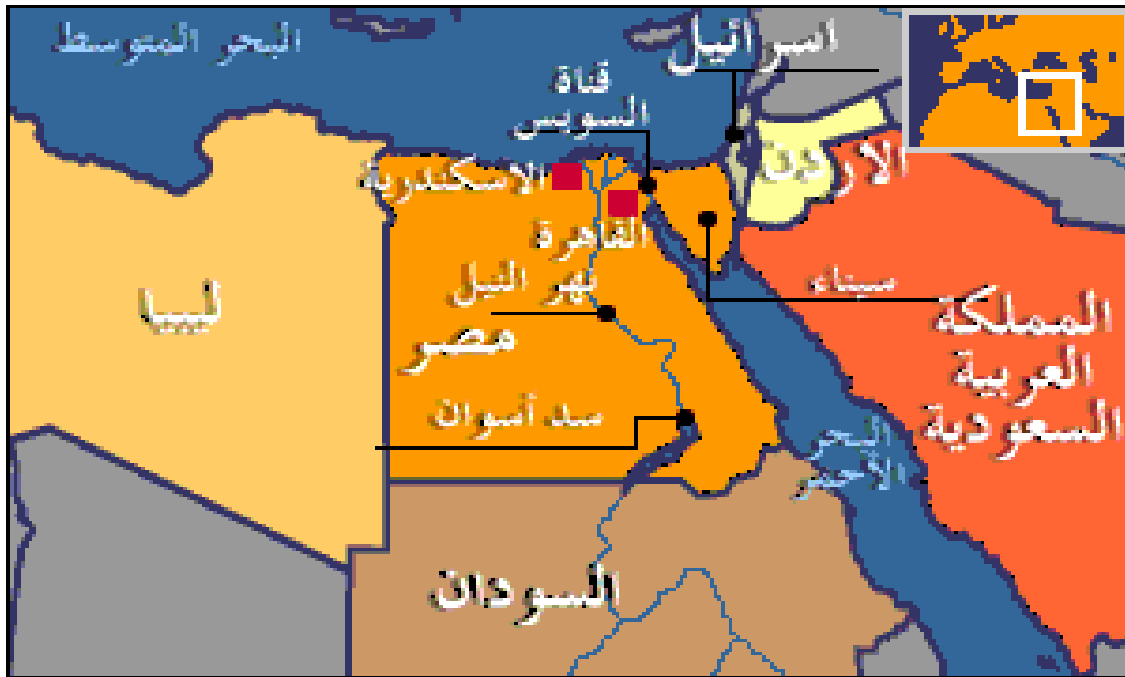 البحر المتوسط
اسرائيل
قناة
السويس
الاردن
الاسكندرية
القاهرة
نهر النيل
سيناء
ليبيا
مصر
المملكة
العربية
السعودية
سد أسوان
البحر
الأحمر
السودان